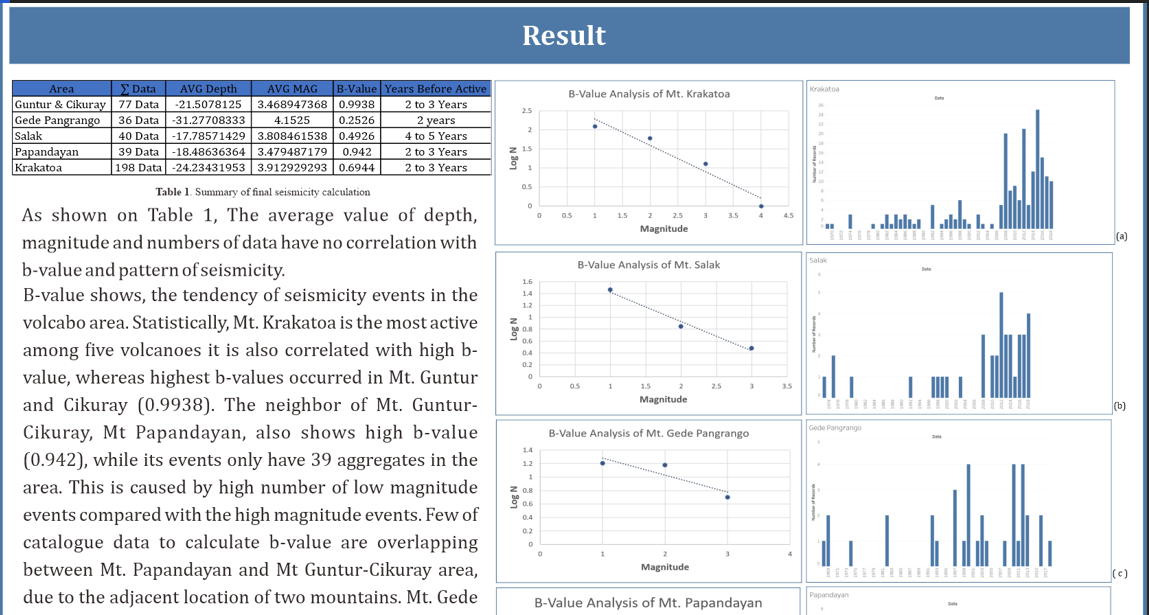 Result
Area ∑ Data AVG Depth AVG MAG B-Value Years Before Active
Guntur & Cikuray 77 Data -21.5078125 3.468947368 0.9938 2 to 3 Years
Gede Pangrango 36 Data -31.27708333 4.1525 0.2526 2 years
Salak 40 Data -17.78571429 3.808461538 0.4926 4 to 5 Years
Papandayan 39 Data -18.48636364 3.479487179 0.942 2 to 3 Years
Krakatoa 198 Data -24.23431953 3.912929293 0.6944 2 to 3 Years
Table 1. Summary of final seismicity calculation
As shown on Table 1, The average value of depth,
magnitude and numbers of data have no correlation with
b-value and pattern of seismicity.
B-value shows, the tendency of seismicity events in the
volcabo area. Statistically, Mt. Krakatoa is the most active
among five volcanoes it is also correlated with high b-
value, whereas highest b-values occurred in Mt. Guntur
and Cikuray (0.9938). The neighbor of Mt. Guntur-
Cikuray, Mt Papandayan, also shows high b-value
(0.942), while its events only have 39 aggregates in the
area. This is caused by high number of low magnitude
events compared with the high magnitude events. Few of
catalogue data to calculate b-value are overlapping
between Mt. Papandayan and Mt Guntur-Cikuray area,
due to the adjacent location of two mountains. Mt. Gede
B-Value Analysis of Mt. Krakatoa
Log N
2.5
2
1.5
1
0.5
0
0 0.5 1 1.5 2 2.5 3 3.5 4 4.5
Magnitude
Krakatoa
Date
Number of Records
(a)
B-Value Analysis of Mt. Salak
Log N
1.6
1.4
1.2
1
0.8
0.6
0.4
0.2
0
0 0.5 1 1.5 2 2.5 3 3.5
Magnitude
Salak
Date
Number of Records
(b)
B-Value Analysis of Mt. Gede Pangrango
Log N
1.4
1.2
1
0.8
0.6
0.4
0.2
0
0 1 2 3 4
Magnitude
Gede Pangrango
Date
Number of Records
( c )
B-Value Analysis of Mt. Papandayan
Papandayan
Date